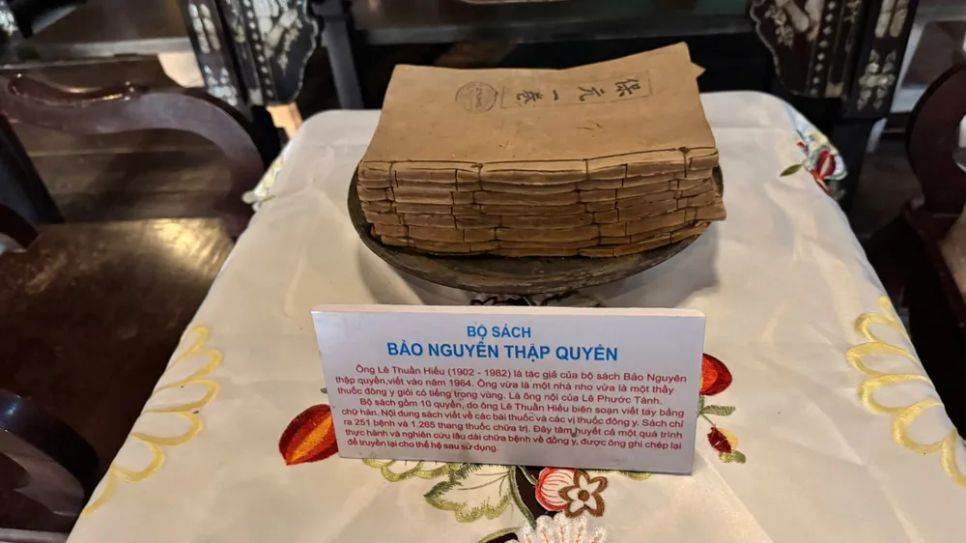 保元一卷
BỘ SÁCH
BẢO NGUYÊN THẬP QUYÊN
Ông Lê Thuần Hiếu (1902 - 1982) là tác giả của bộ sách Bảo Nguyên
thập quyển,viết vào năm 1964. Ông vừa là một nhà nho vừa là một thầy
thuốc đông y giỏi có tiếng trong vùng. Là ông nội của Lê Phước Tánh.
Bộ sách gồm 10 quyển, do ông Lê Thuần Hiếu biên soạn viết tay bằng
chữ hán. Nội dung sách viết về các bài thuốc và các vị thuốc đông y. Sách chỉ
ra 251 bệnh và 1.265 thang thuốc chữa trị. Đây tâm huyết cả một quá trình
thực hành và nghiên cứu lâu dài chữa bệnh về đông y, được ông ghi chép lại
để truyền lại cho thế hệ sau sử dụng.